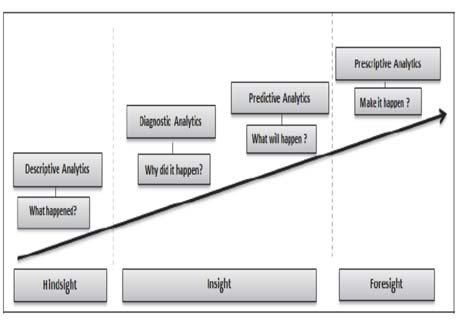 Prescriptive Analytics
Make it happen ?
Predictive Analytics
What will happen ?
Diagnostic Analytics
Why did it happen?
Descriptive Analytics
What happened?
Hindsight
Insight
Foresight